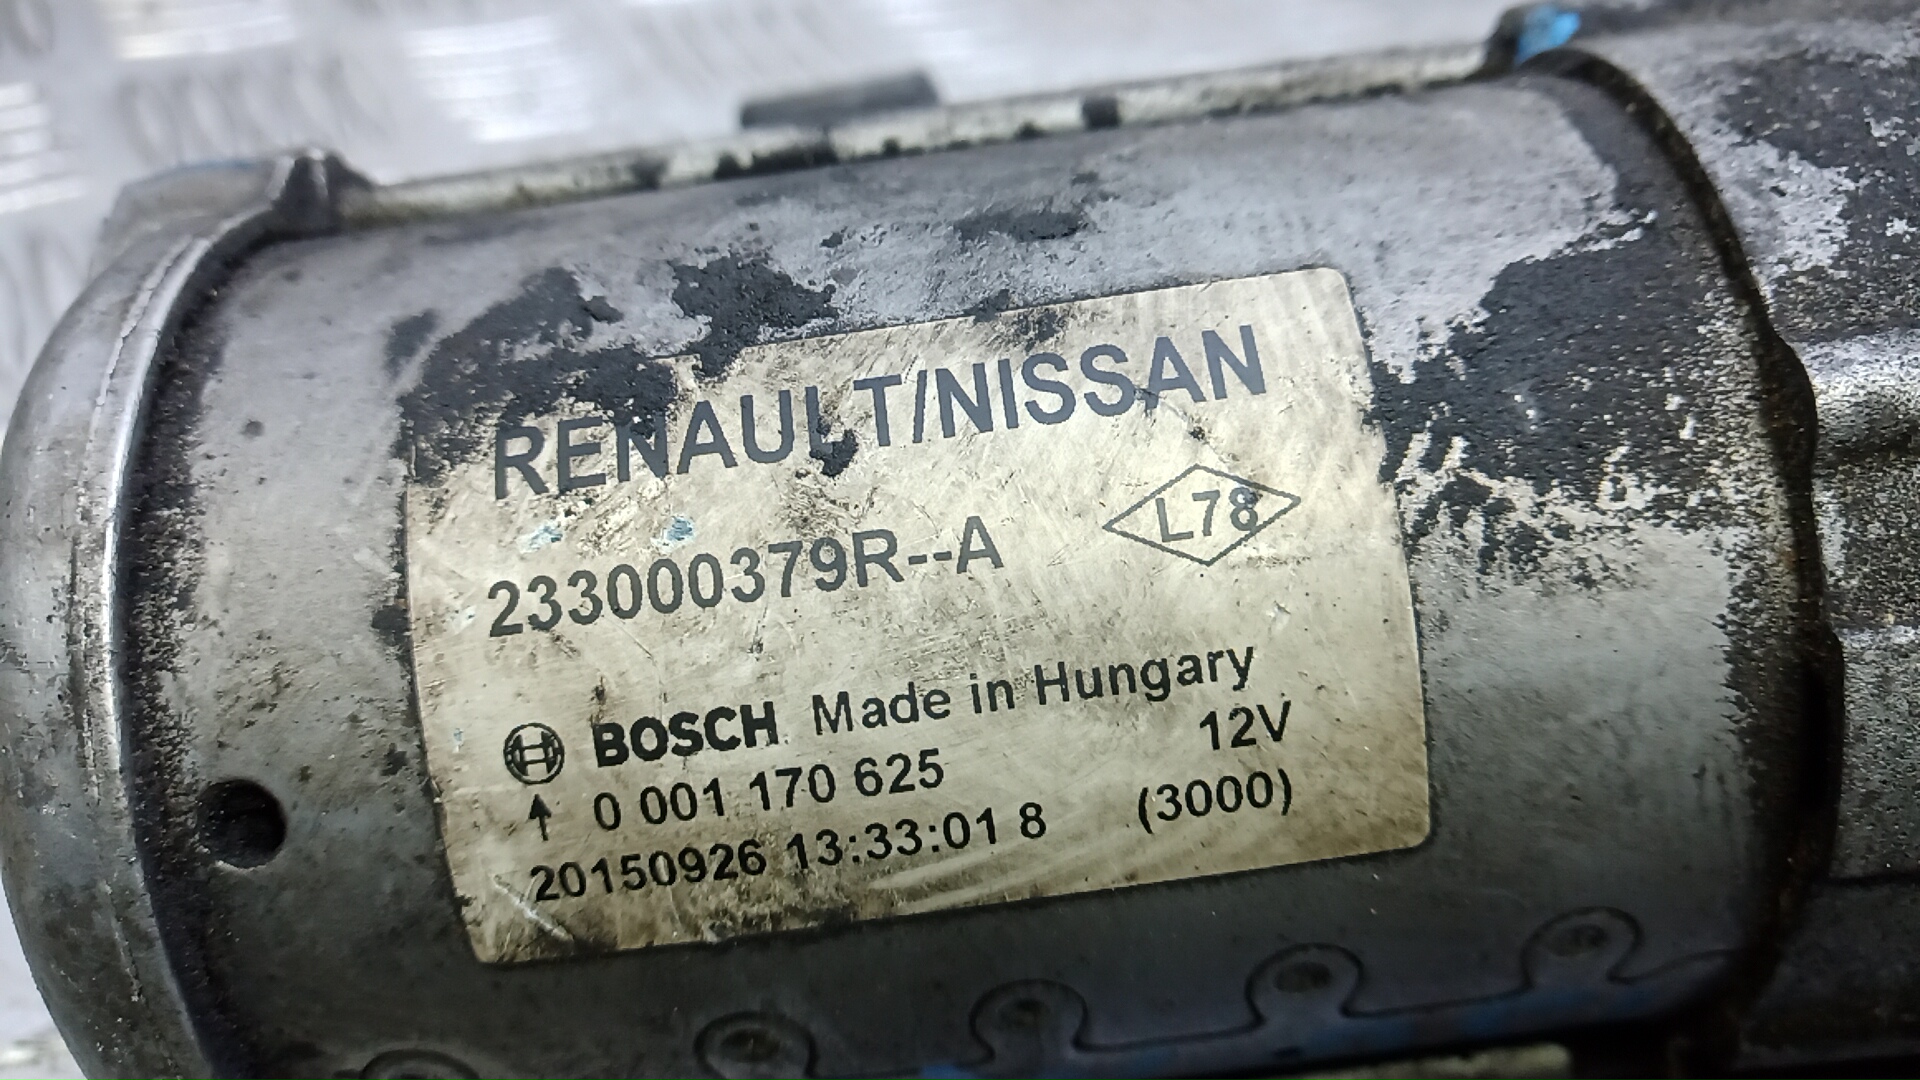 RENAULT/NISSAN
L78
233000379R--A
BOSCH Made in Hungary
0 001 170 625 12V
20150926 13:33:01 8 (3000)